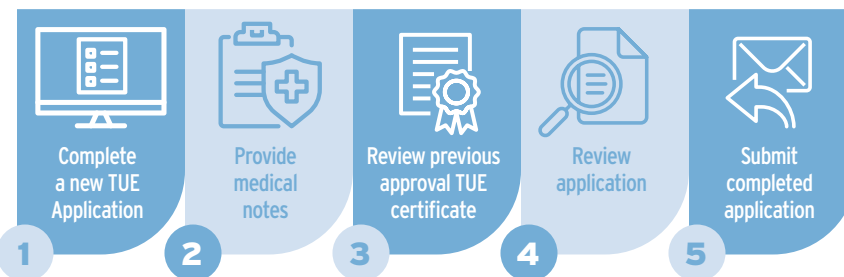 Complete
a new TUE
Application
1
Provide
medical
notes
2
Review previous
approval TUE
certificate
3
Review
application
4
Submit
completed
application
5